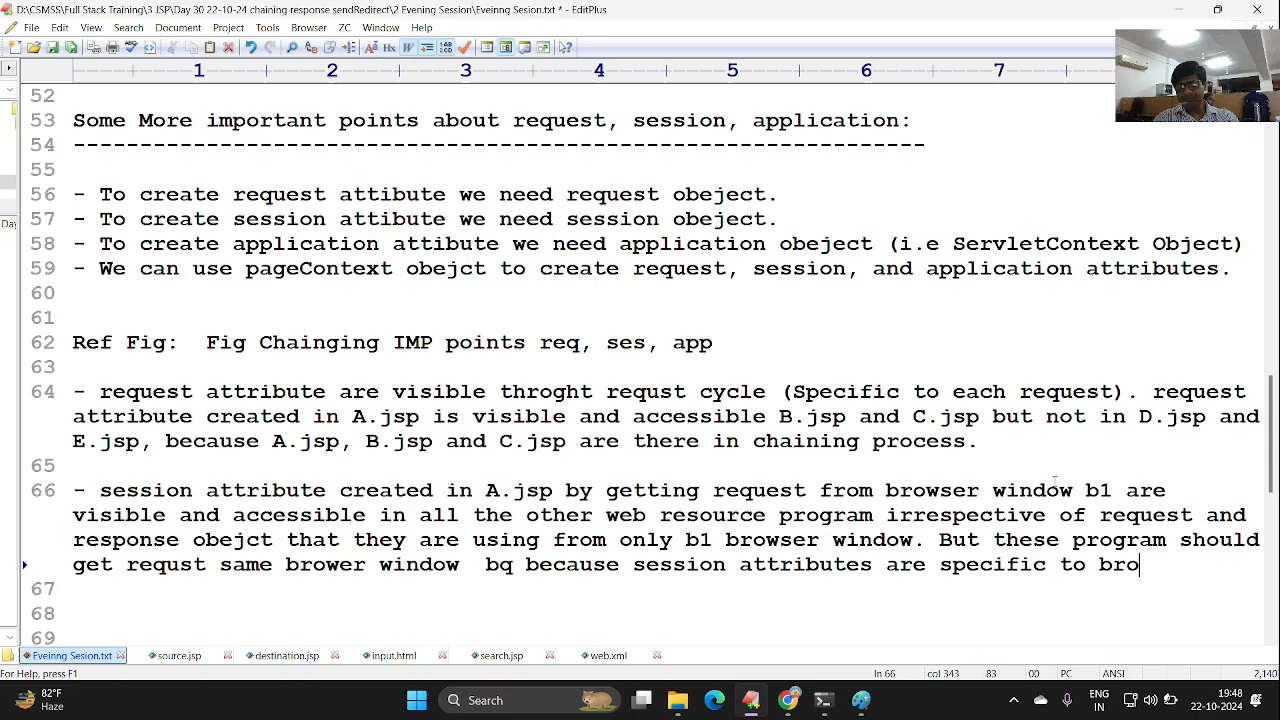 D:\CSMSS\Full Stack Training\3 JSP\Day 30 22-10-24 chaining response sendRedirect\2 Evening Session\Eveinng Sesion.txt * - EditPlus
File Edit View Search Document Project Tools Browser ZC Window Help
1 2 3 4 5 6 7
52
53 Some More important points about request, session, application:
54 ----------------------------------------------------------------
55
56 - To create request attibute we need request obeject.
57 - To create session attibute we need session obeject.
58 - To create application attibute we need application obeject (i.e ServletContext Object)
59 - We can use pageContext obejct to create request, session, and application attributes.
60
61
62 Ref Fig:  Fig Chainging IMP points req, ses, app
63
64 - request attribute are visible throght requst cycle (Specific to each request). request
attribute created in A.jsp is visible and accessible B.jsp and C.jsp but not in D.jsp and
E.jsp, because A.jsp, B.jsp and C.jsp are there in chaining process.
65
66 - session attribute created in A.jsp by getting request from browser window b1 are
visible and accessible in all the other web resource program irrespective of request and
response obejct that they are using from only b1 browser window. But these program should
get requst same brower window  bq because session attributes are specific to bro
67
68
69
Day
Eveinng Sesion.txt source.jsp destination.jsp input.html search.jsp web.xml
For Help, press F1 ln 66 col 343 83 00 PC ANSI 2,140
82°F
Haze
Search
ENG
IN
19:48
22-10-2024